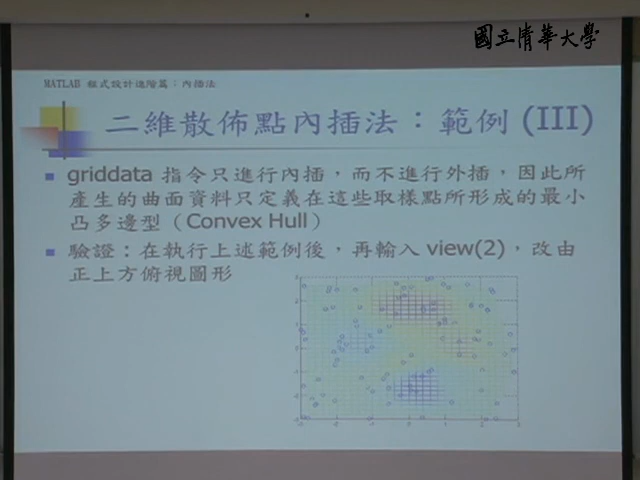 國立清華大學
MATLAB 程式設計進階篇：內插法
二維散佈點內插法：範例 (III)
griddata 指令只進行內插，而不進行外插，因此所
產生的曲面資料只定義在這些取樣點所形成的最小
凸多邊型（Convex Hull）
驗證：在執行上述範例後，再輸入 view(2)，改由
正上方俯視圖形